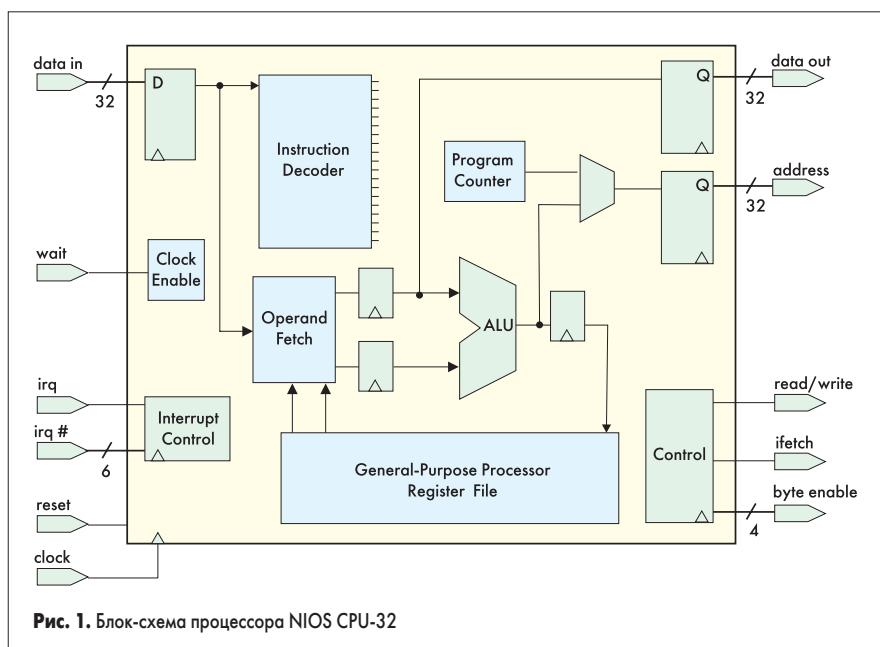 data in
32
D
Instruction
Decoder
Q
data out
32
Program
Counter
Q
address
32
wait
Clock
Enable
Operand
Fetch
ALU
irq
irq #
6
Interrupt
Control
General-Purpose Processor
Register File
Control
read/write
ifetch
byte enable
4
reset
clock
Рис. 1. Блок-схема процессора NIOS CPU-32